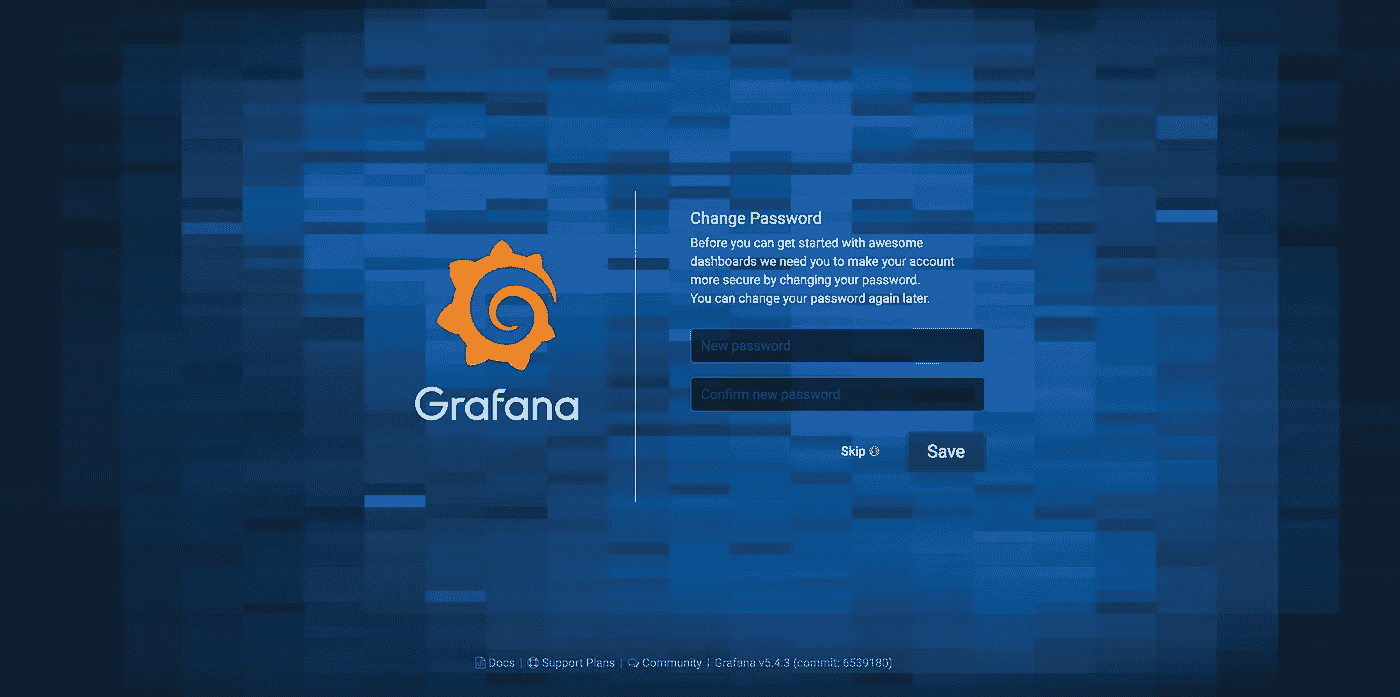 Grafana
Change Password
Before you can get started with awesome
dashboards we need you to make your account
more secure by changing your password.
You can change your password again later.
New password
Confirm new password
Skip
Save
Docs | Support Plans | Community | Grafana v5.4.3 (commit: 6539180)